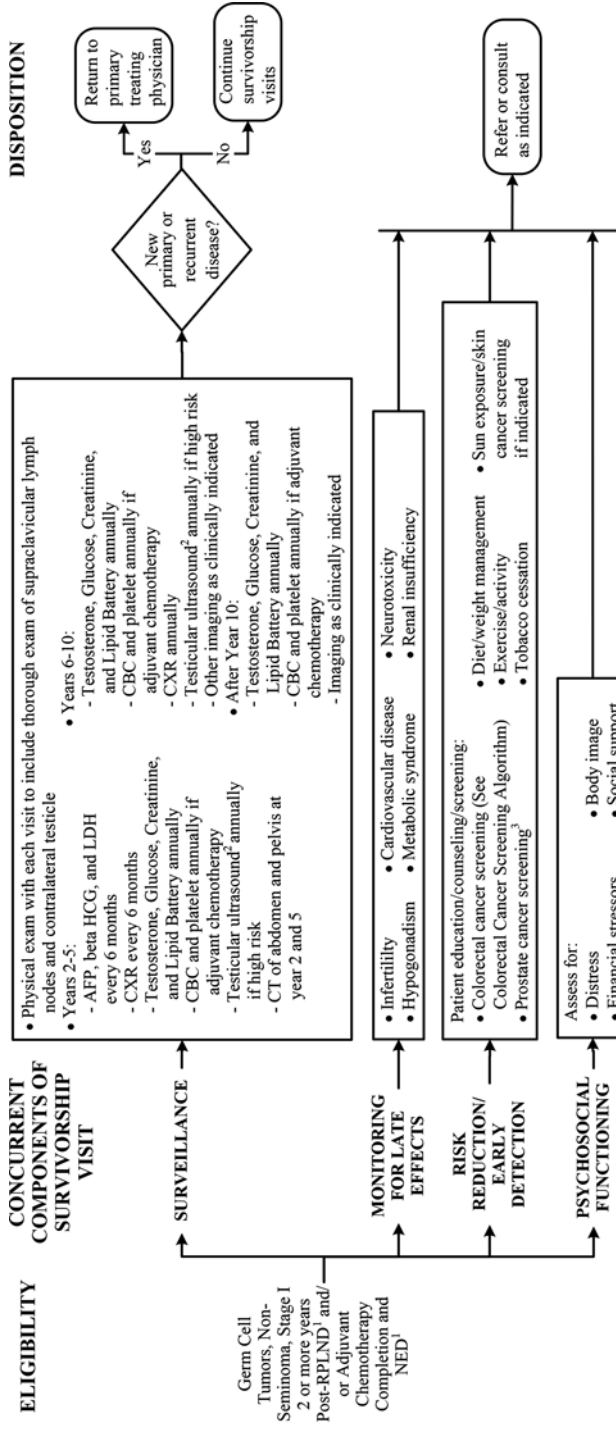 ELIGIBILITY
CONCURRENT
COMPONENTS OF
SURVIVORSHIP
VISIT
DISPOSITION
Germ Cell
Tumors, Non-
Seminoma, Stage I
2 or more years
Post-RPLND1 and/
or Adjuvant
Chemotherapy
Completion and
NED1
SURVEILLANCE
• Physical exam with each visit to include thorough exam of supraclavicular lymph
nodes and contralateral testicle
• Years 2-5:
- AFP, beta HCG, and LDH
every 6 months
- CXR every 6 months
- Testosterone, Glucose, Creatinine,
and Lipid Battery annually
- CBC and platelet annually if
adjuvant chemotherapy
- Testicular ultrasound2 annually
if high risk
- CT of abdomen and pelvis at
year 2 and 5
• Years 6-10:
- Testosterone, Glucose, Creatinine,
and Lipid Battery annually
- CBC and platelet annually if
adjuvant chemotherapy
- CXR annually
- Testicular ultrasound2 annually if high risk
- Other imaging as clinically indicated
• After Year 10:
- Testosterone, Glucose, Creatinine, and
Lipid Battery annually
- CBC and platelet annually if adjuvant
chemotherapy
- Imaging as clinically indicated
New
primary or
recurrent
disease?
Yes
Return to
primary
treating
physician
No
Continue
survivorship
visits
MONITORING
FOR LATE
EFFECTS
• Infertility
• Hypogonadism
• Cardiovascular disease
• Metabolic syndrome
• Neurotoxicity
• Renal insufficiency
RISK
REDUCTION/
EARLY
DETECTION
Patient education/counseling/screening:
• Colorectal cancer screening (See
Colorectal Cancer Screening Algorithm)
• Prostate cancer screening3
• Diet/weight management
• Exercise/activity
• Tobacco cessation
• Sun exposure/skin
cancer screening
if indicated
Refer or consult
as indicated
PSYCHOSOCIAL
FUNCTIONING
Assess for:
• Distress
• Financial stressors
• Body image
• Social support